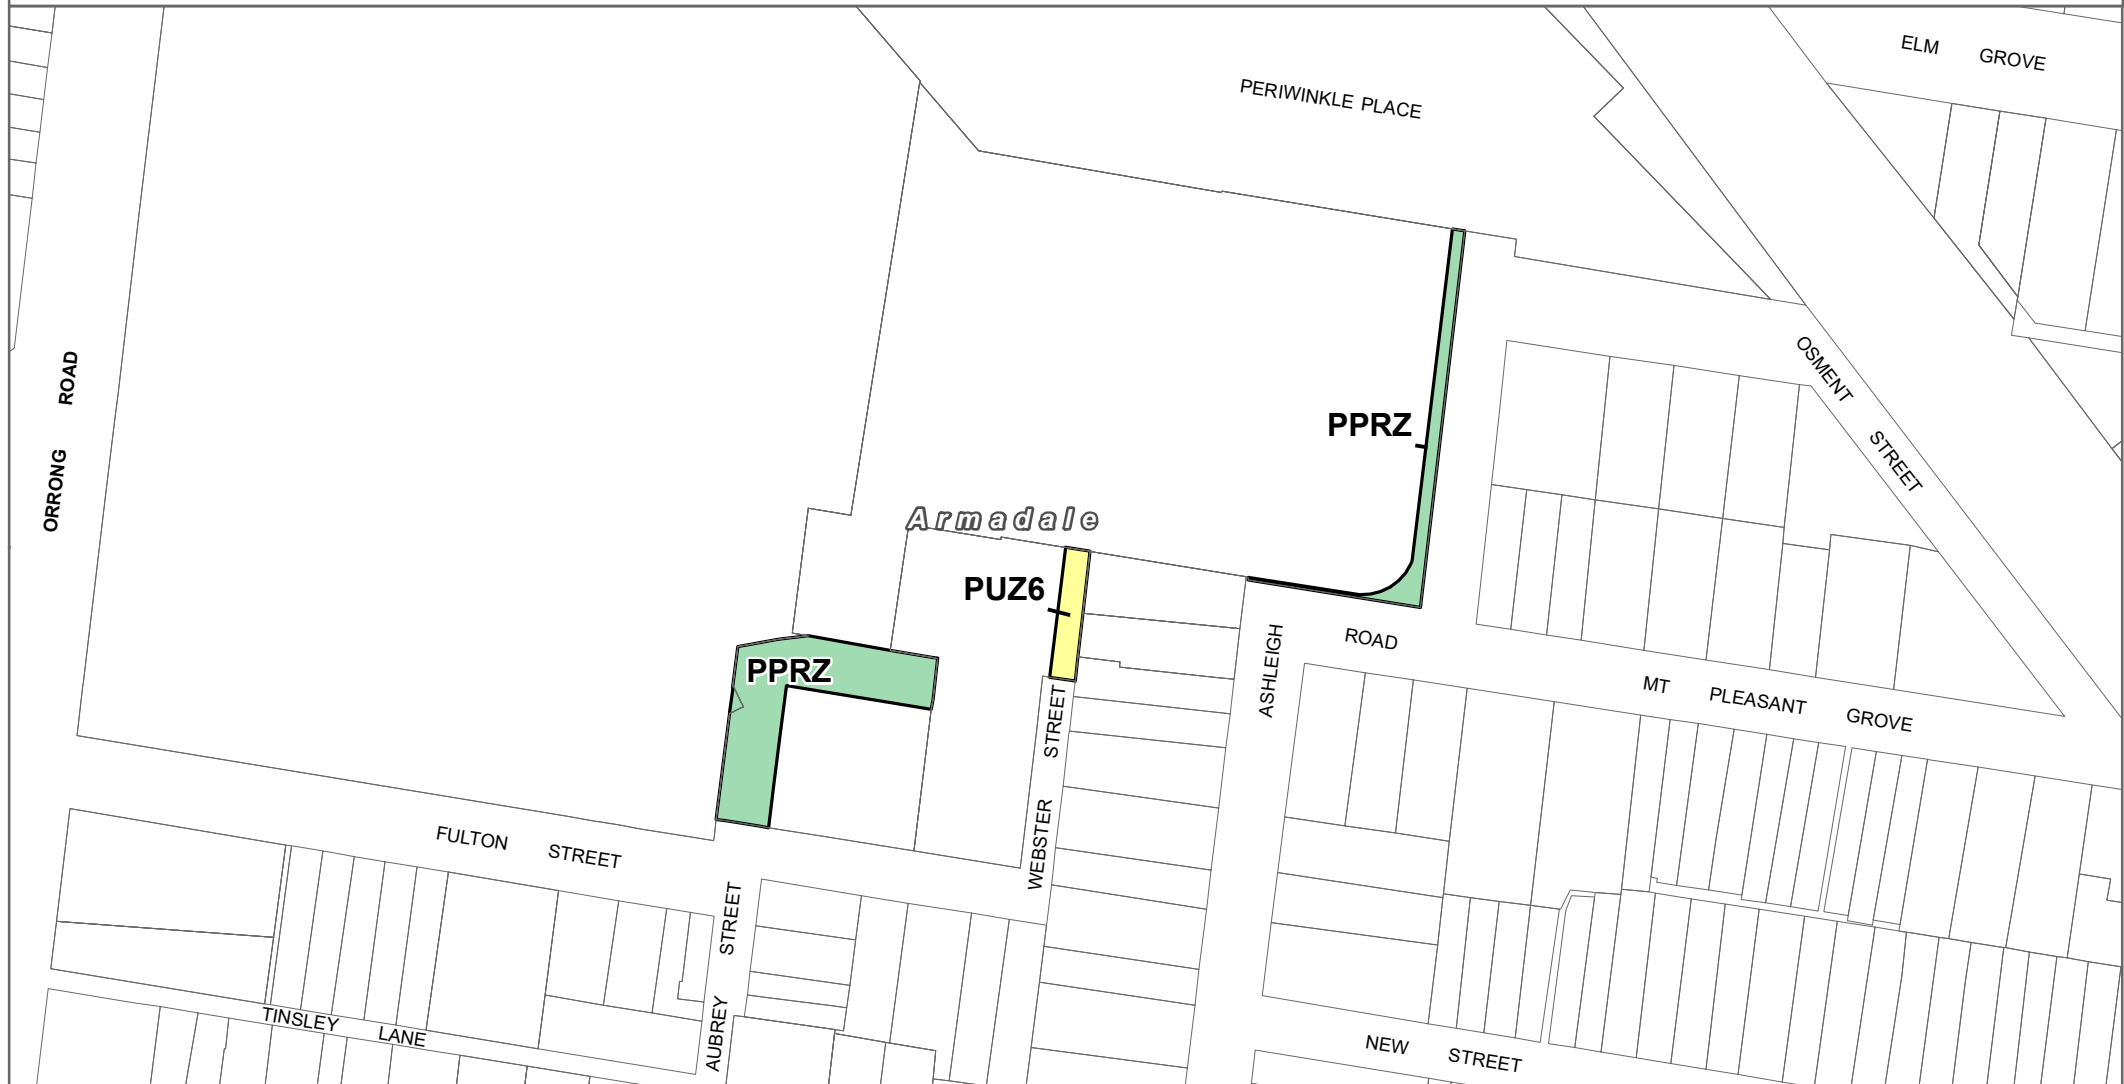 ELM GROVE
PERIWINKLE PLACE
ORRONG ROAD
OSMENT STREET
PPRZ
Armadale
PUZ6
PPRZ
ASHLEIGH ROAD
MT PLEASANT GROVE
WEBSTER STREET
FULTON STREET
AUBREY STREET
TINSLEY LANE
NEW STREET